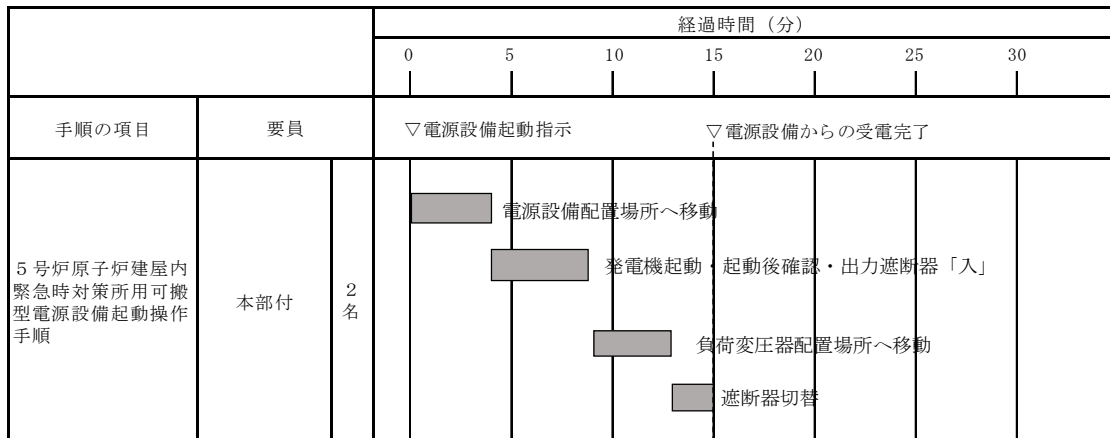 経過時間（分）
0 5 10 15 20 25 30
手順の項目 要員 ▽電源設備起動指示 ▽電源設備からの受電完了
５号炉原子炉建屋内
緊急時対策所用可搬
型電源設備起動操作
手順
本部付
２
名
電源設備配置場所へ移動
発電機起動・起動後確認・出力遮断器「入」
負荷変圧器配置場所へ移動
遮断器切替